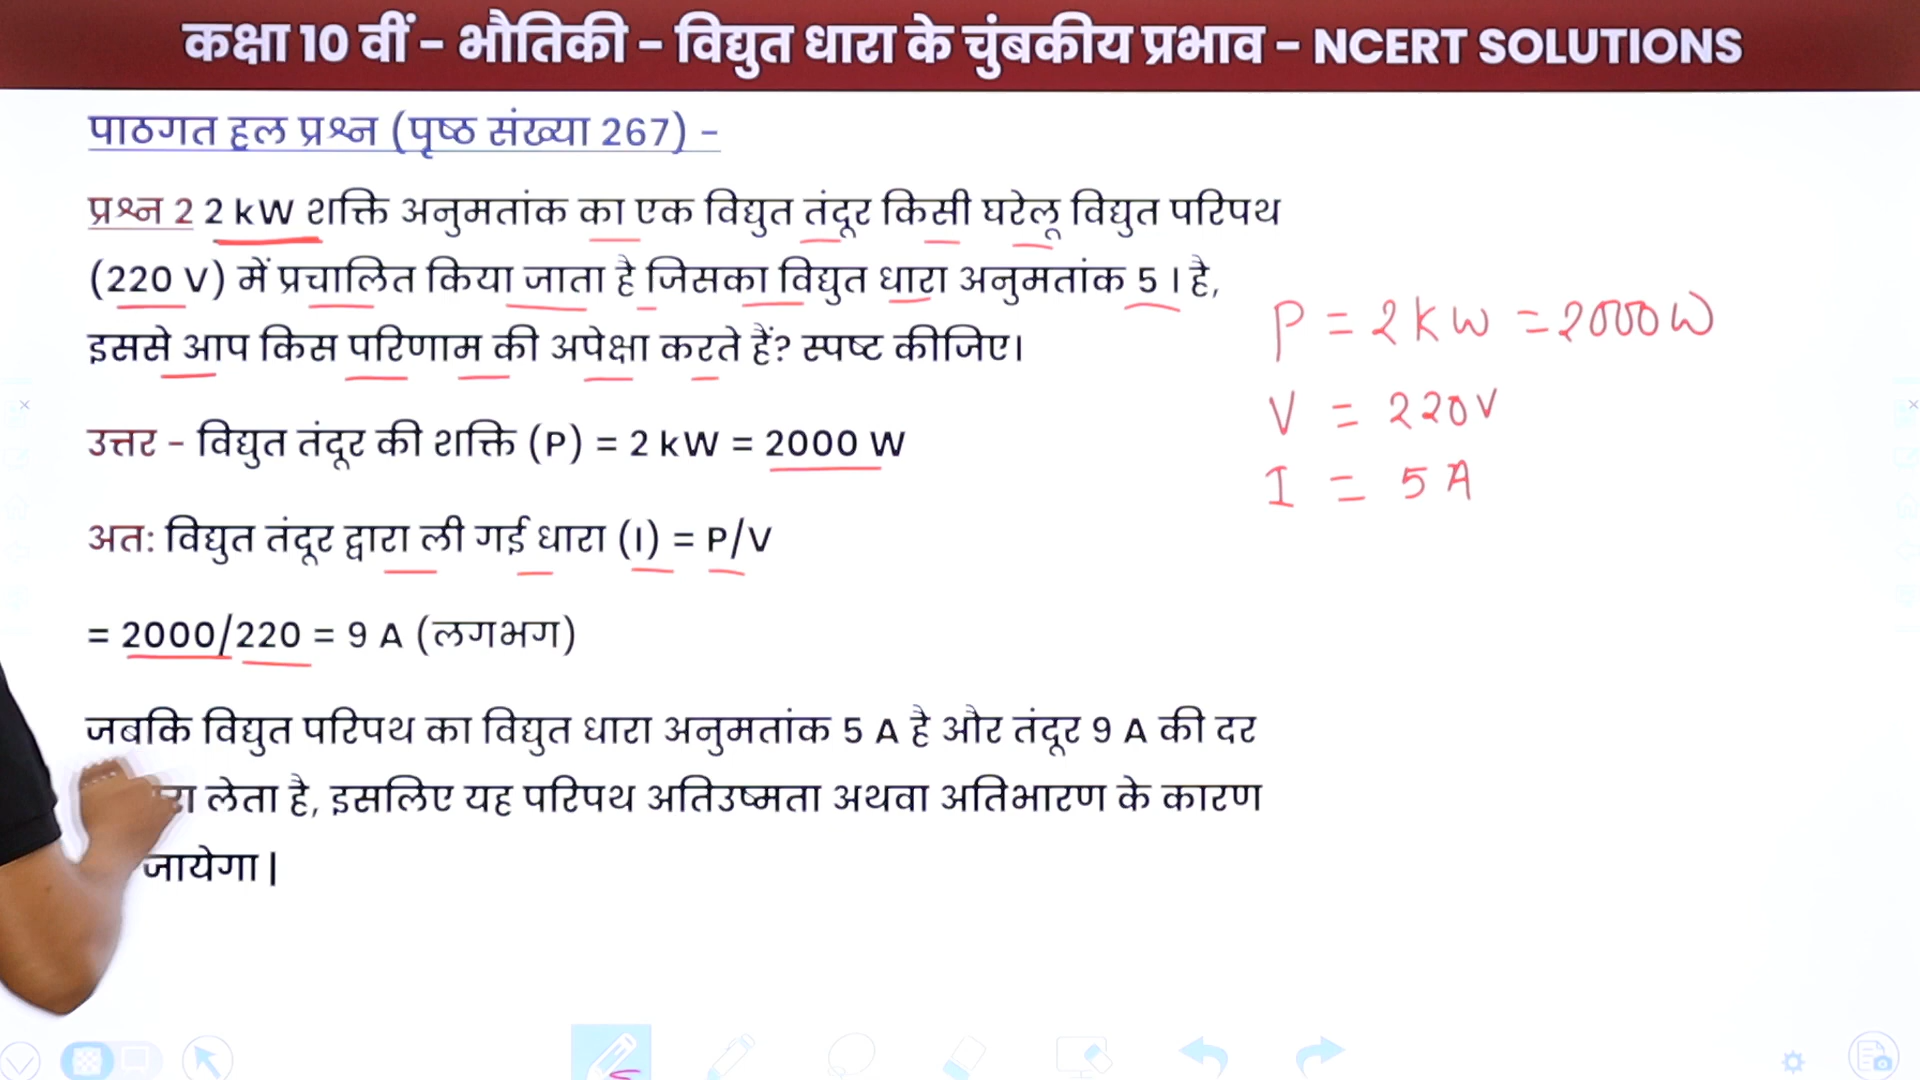 कक्षा 10 वीं - भौतिकी - विद्युत धारा के चुंबकीय प्रभाव - NCERT SOLUTIONS
पाठगत हल प्रश्न (पृष्ठ संख्या 267) -
प्रश्न 2 2 kW शक्ति अनुमतांक का एक विद्युत तंदूर किसी घरेलू विद्युत परिपथ
(220 V) में प्रचालित किया जाता है जिसका विद्युत धारा अनुमतांक 5 । है,
इससे आप किस परिणाम की अपेक्षा करते हैं? स्पष्ट कीजिए।
P = 2 kW = 2000 W
V = 220 V
I = 5 A
उत्तर - विद्युत तंदूर की शक्ति (P) = 2 kW = 2000 W
अत: विद्युत तंदूर द्वारा ली गई धारा (I) = P/V
= 2000/220 = 9 A (लगभग)
जबकि विद्युत परिपथ का विद्युत धारा अनुमतांक 5 A है और तंदूर 9 A की दर
लेता है, इसलिए यह परिपथ अतिउष्मता अथवा अतिभारण के कारण
जायेगा |